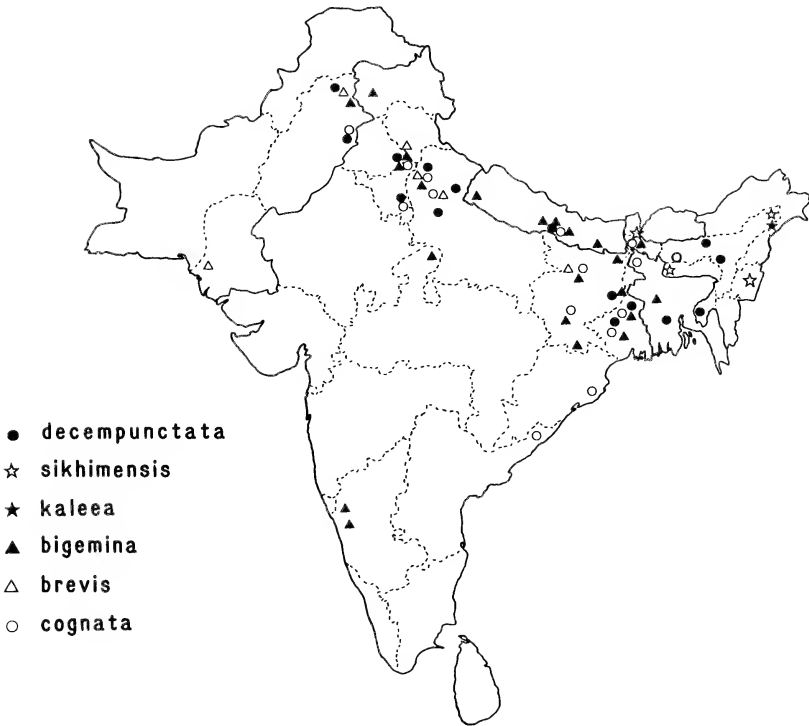 decempunctata
sikhimensis
kaleea
bigemina
brevis
cognata